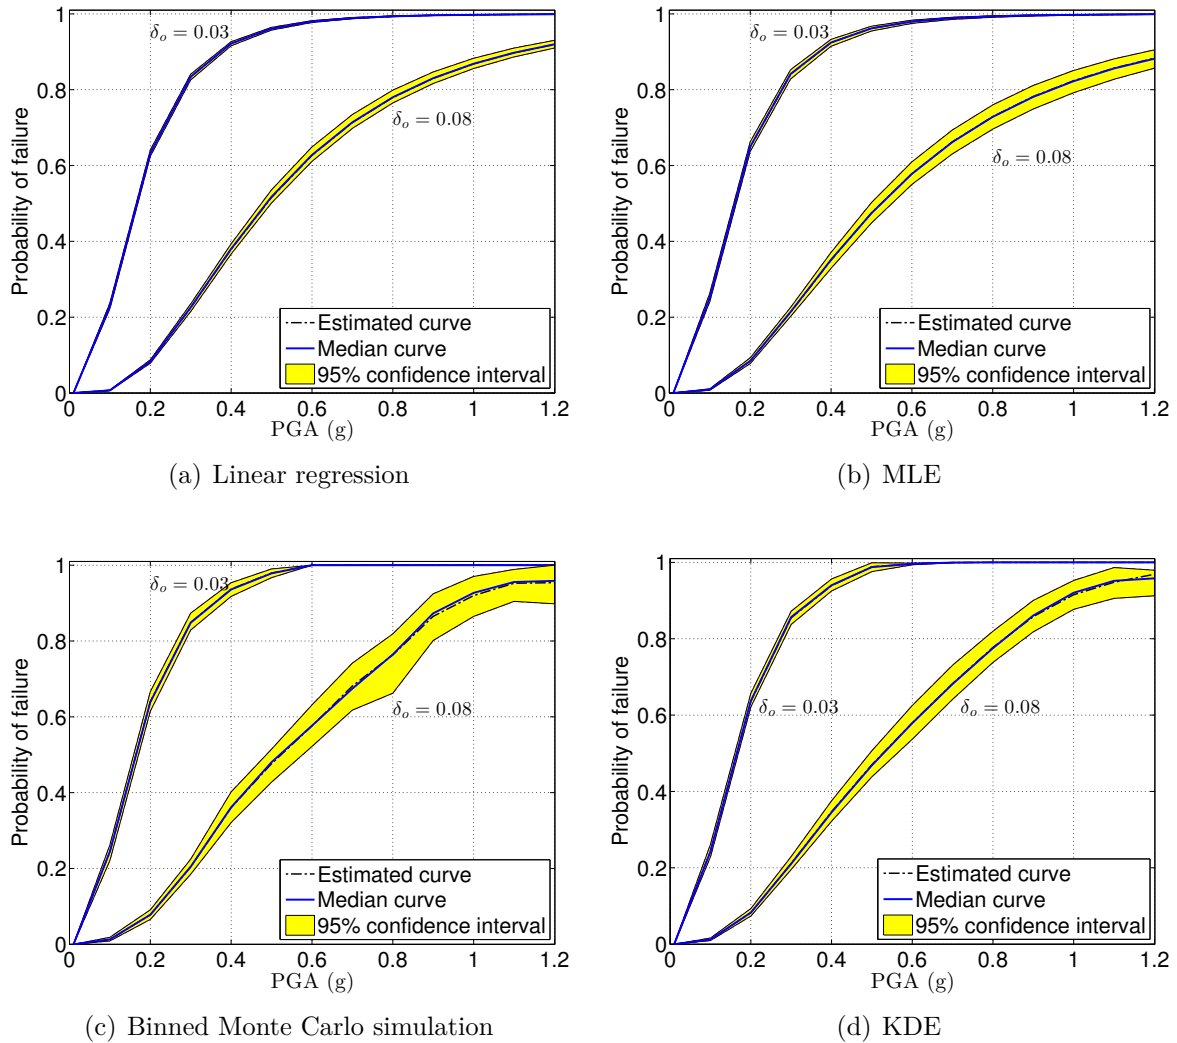 1
0.8
0.6
0.4
0.2
0
Probability of failure
δₒ = 0.03
δₒ = 0.08
Estimated curve
Median curve
95% confidence interval
0 0.2 0.4 0.6 0.8 1 1.2
PGA (g)
(a) Linear regression
1
0.8
0.6
0.4
0.2
0
Probability of failure
δₒ = 0.03
δₒ = 0.08
Estimated curve
Median curve
95% confidence interval
0 0.2 0.4 0.6 0.8 1 1.2
PGA (g)
(b) MLE
1
0.8
0.6
0.4
0.2
0
Probability of failure
δₒ = 0.03
δₒ = 0.08
Estimated curve
Median curve
95% confidence interval
0 0.2 0.4 0.6 0.8 1 1.2
PGA (g)
(c) Binned Monte Carlo simulation
1
0.8
0.6
0.4
0.2
0
Probability of failure
δₒ = 0.03
δₒ = 0.08
Estimated curve
Median curve
95% confidence interval
0 0.2 0.4 0.6 0.8 1 1.2
PGA (g)
(d) KDE